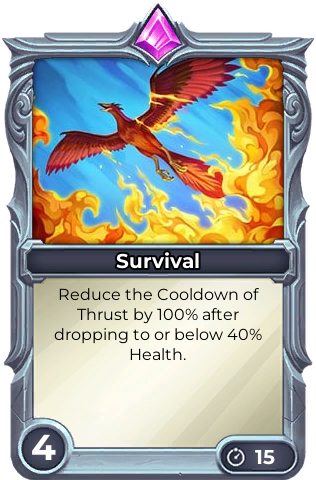 Survival
Reduce the Cooldown of
Thrust by 100% after
dropping to or below 40%
Health.
4
15